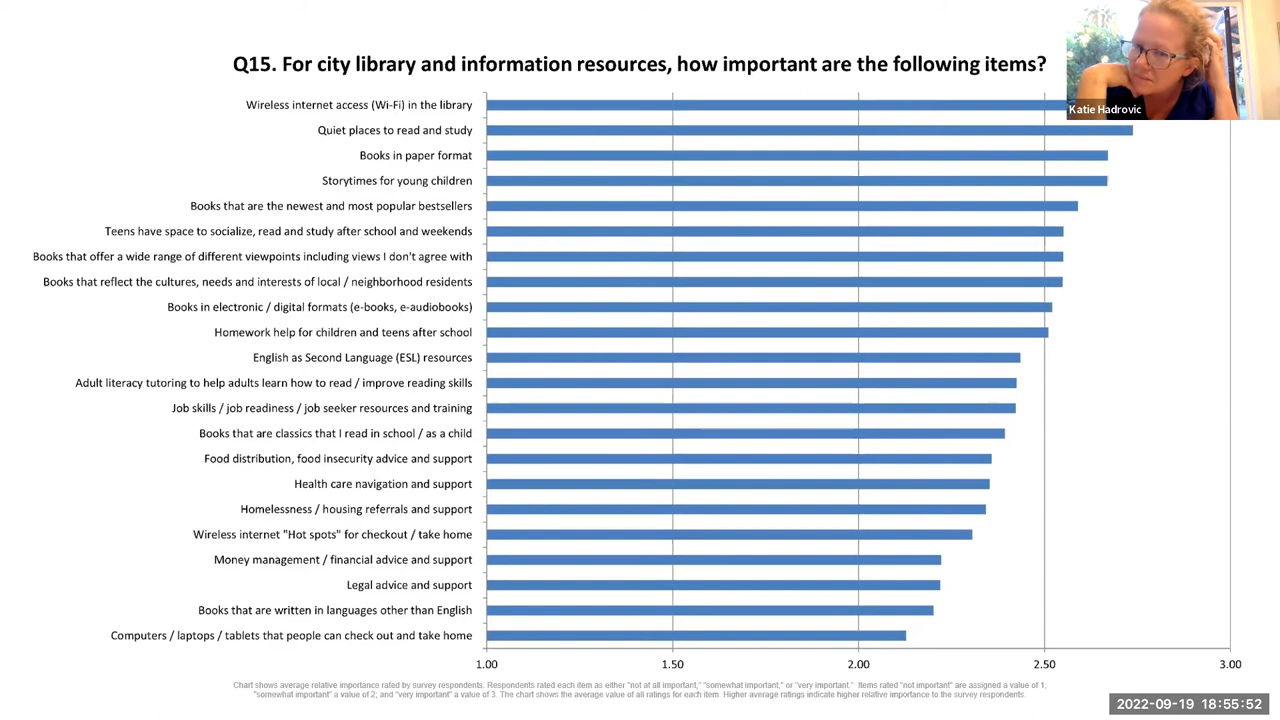 Q15. For city library and information resources, how important are the following items?
Katie Hadrovic
Wireless internet access (Wi-Fi) in the library
Quiet places to read and study
Books in paper format
Storytimes for young children
Books that are the newest and most popular bestsellers
Teens have space to socialize, read and study after school and weekends
Books that offer a wide range of different viewpoints including views I don't agree with
Books that reflect the cultures, needs and interests of local / neighborhood residents
Books in electronic / digital formats (e-books, e-audiobooks)
Homework help for children and teens after school
English as Second Language (ESL) resources
Adult literacy tutoring to help adults learn how to read / improve reading skills
Job skills / job readiness / job seeker resources and training
Books that are classics that I read in school / as a child
Food distribution, food insecurity advice and support
Health care navigation and support
Homelessness / housing referrals and support
Wireless internet "Hot spots" for checkout / take home
Money management / financial advice and support
Legal advice and support
Books that are written in languages other than English
Computers / laptops / tablets that people can check out and take home
1.00 1.50 2.00 2.50 3.00
Chart shows average relative importance rated by survey respondents. Respondents rated each item as either "not at all important," "somewhat important," or "very important." Items rated "not important" are assigned a value of 1;
"somewhat important" a value of 2; and "very important" a value of 3. The chart shows the average value of all ratings for each item. Higher average ratings indicate higher relative importance to the survey respondents.
2022-09-19 18:55:52